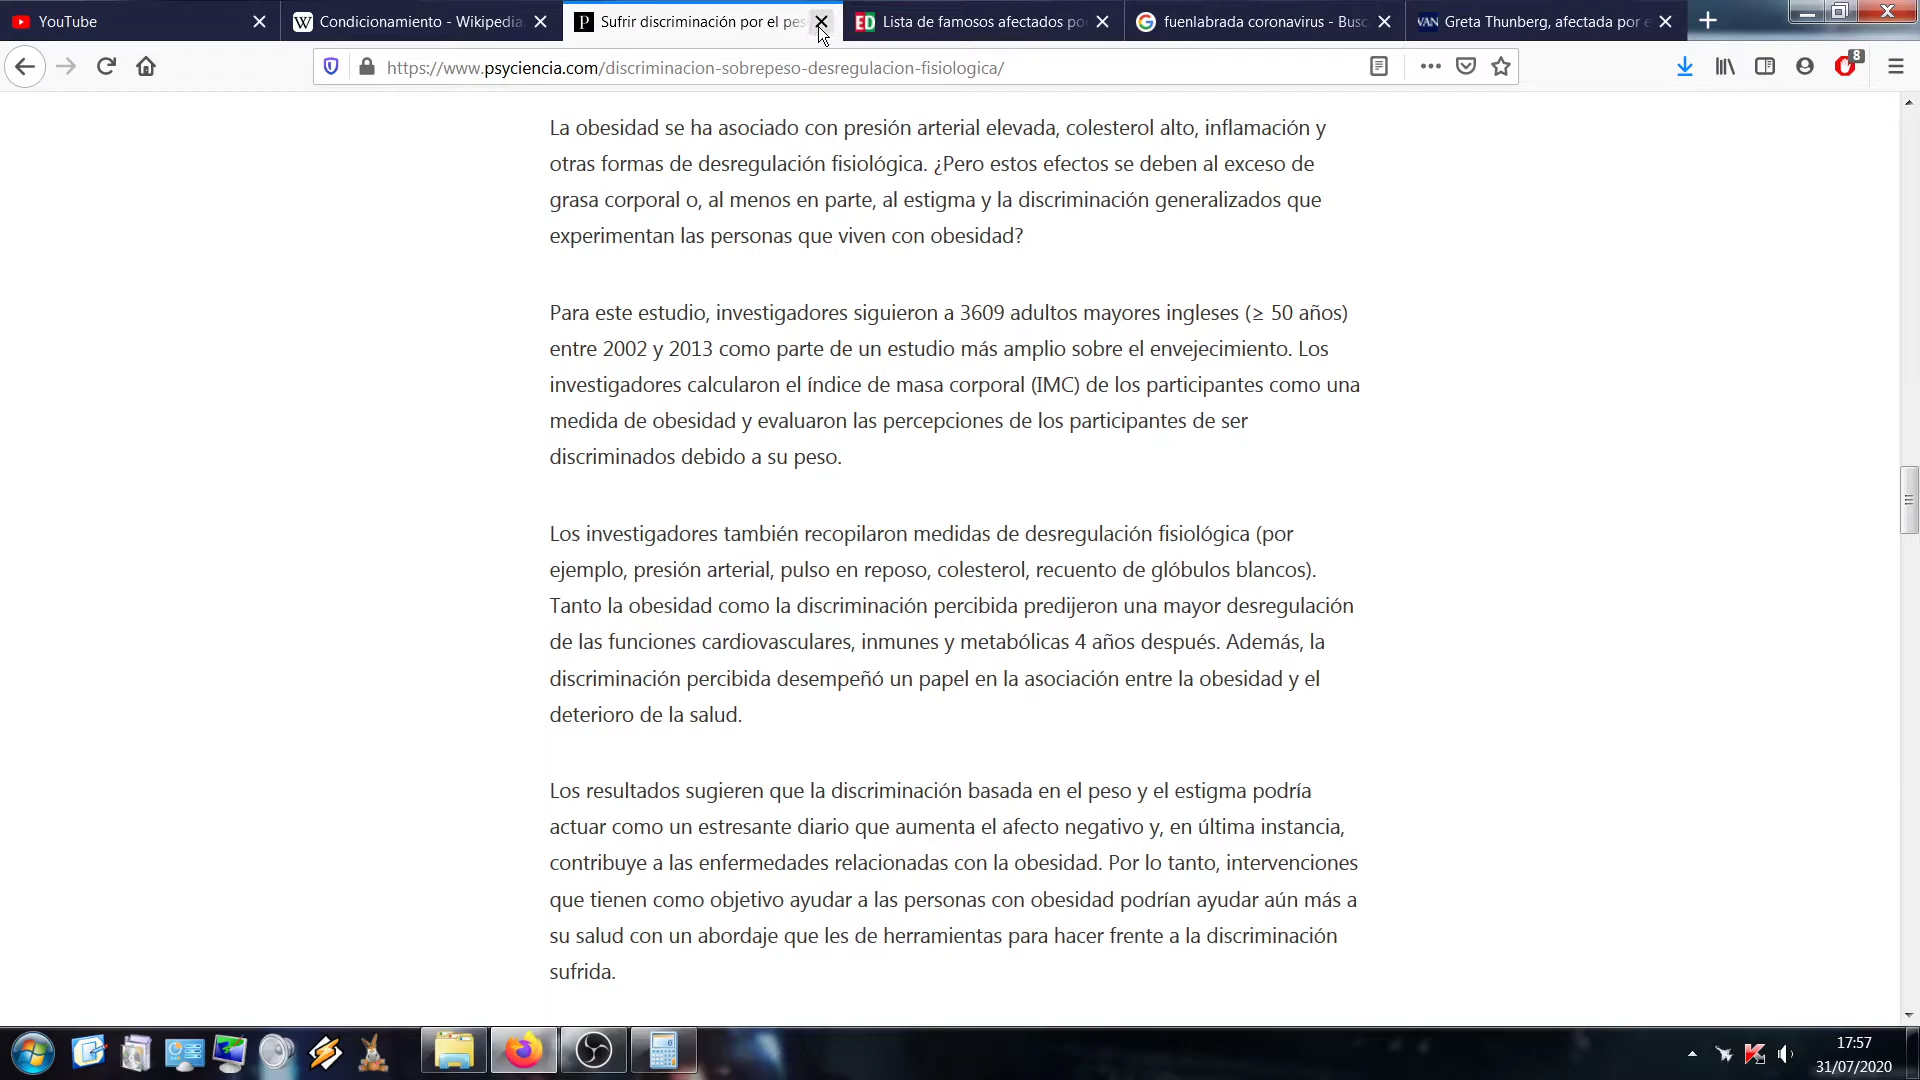 YouTube
Condicionamiento - Wikipedia,
Sufrir discriminación por el pes
Lista de famosos afectados po
fuenlabrada coronavirus - Bus
Greta Thunberg, afectada por e
https://www.psyciencia.com/discriminacion-sobrepeso-desregulacion-fisiologica/
8
La obesidad se ha asociado con presión arterial elevada, colesterol alto, inflamación y
otras formas de desregulación fisiológica. ¿Pero estos efectos se deben al exceso de
grasa corporal o, al menos en parte, al estigma y la discriminación generalizados que
experimentan las personas que viven con obesidad?
Para este estudio, investigadores siguieron a 3609 adultos mayores ingleses (≥ 50 años)
entre 2002 y 2013 como parte de un estudio más amplio sobre el envejecimiento. Los
investigadores calcularon el índice de masa corporal (IMC) de los participantes como una
medida de obesidad y evaluaron las percepciones de los participantes de ser
discriminados debido a su peso.
Los investigadores también recopilaron medidas de desregulación fisiológica (por
ejemplo, presión arterial, pulso en reposo, colesterol, recuento de glóbulos blancos).
Tanto la obesidad como la discriminación percibida predijeron una mayor desregulación
de las funciones cardiovasculares, inmunes y metabólicas 4 años después. Además, la
discriminación percibida desempeñó un papel en la asociación entre la obesidad y el
deterioro de la salud.
Los resultados sugieren que la discriminación basada en el peso y el estigma podría
actuar como un estresante diario que aumenta el afecto negativo y, en última instancia,
contribuye a las enfermedades relacionadas con la obesidad. Por lo tanto, intervenciones
que tienen como objetivo ayudar a las personas con obesidad podrían ayudar aún más a
su salud con un abordaje que les de herramientas para hacer frente a la discriminación
sufrida.
17:57
31/07/2020